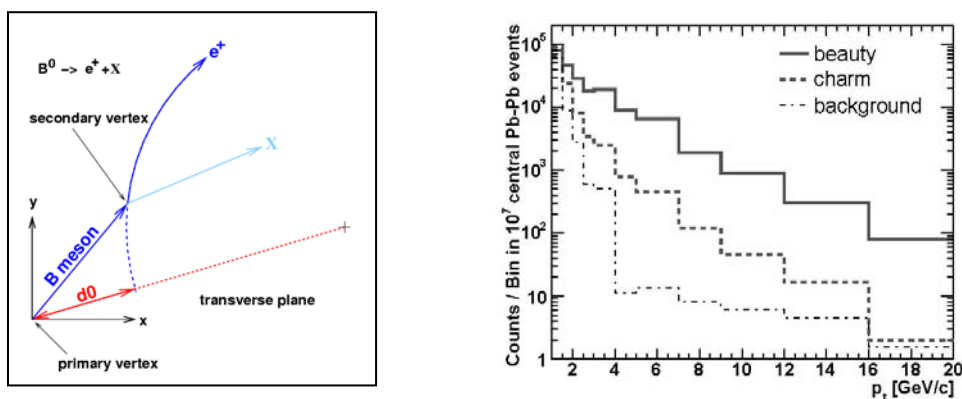 B⁰ -> e⁺+X
e⁺
secondary vertex
X
y
B meson
d0
transverse plane
x
primary vertex
Counts / Bin in 10⁷ central Pb-Pb events
10⁵
10⁴
10³
10²
10
1
beauty
charm
background
2 4 6 8 10 12 14 16 18 20
pₜ [GeV/c]